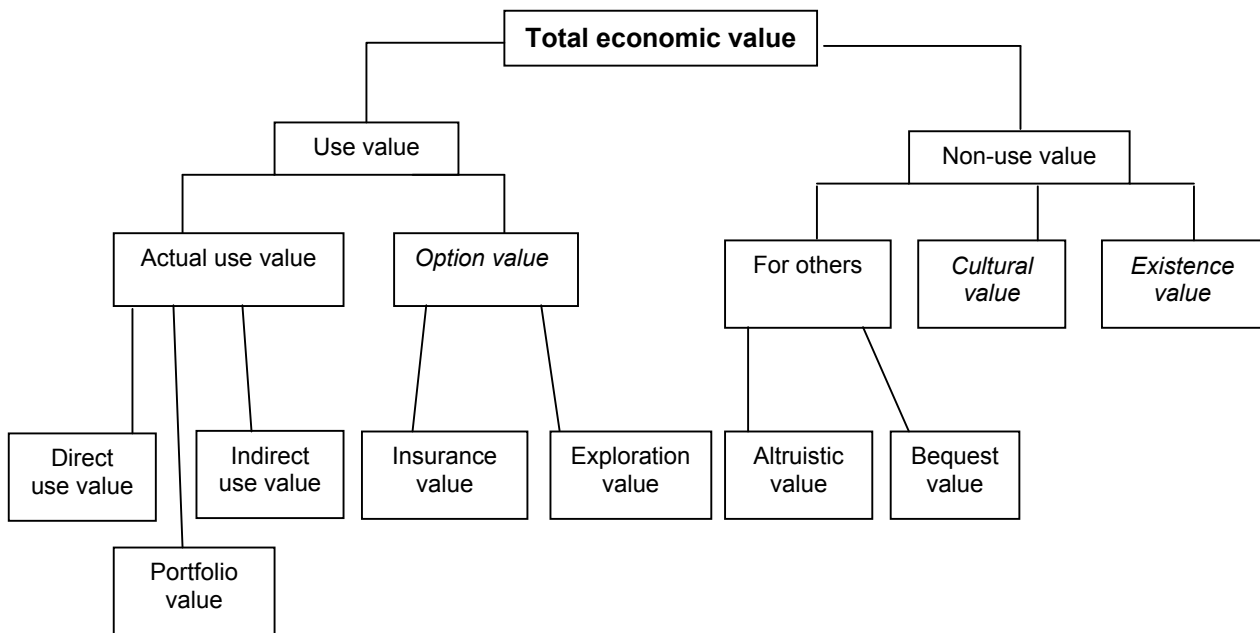 Total economic value
Use value
Non-use value
Actual use value
Option value
For others
Cultural
value
Existence
value
Direct
use value
Indirect
use value
Insurance
value
Exploration
value
Altruistic
value
Bequest
value
Portfolio
value